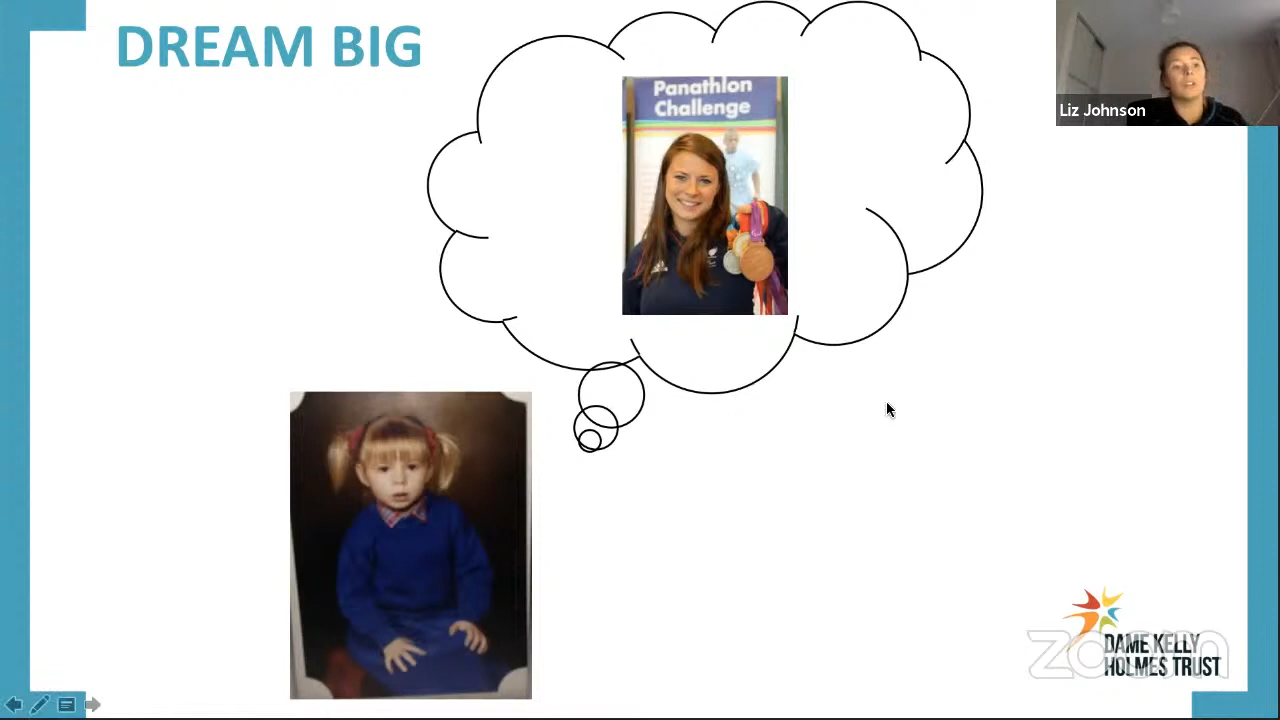 DREAM BIG
Panathlon
Challenge
Liz Johnson
zoom
DAME KELLY
HOLMES TRUST